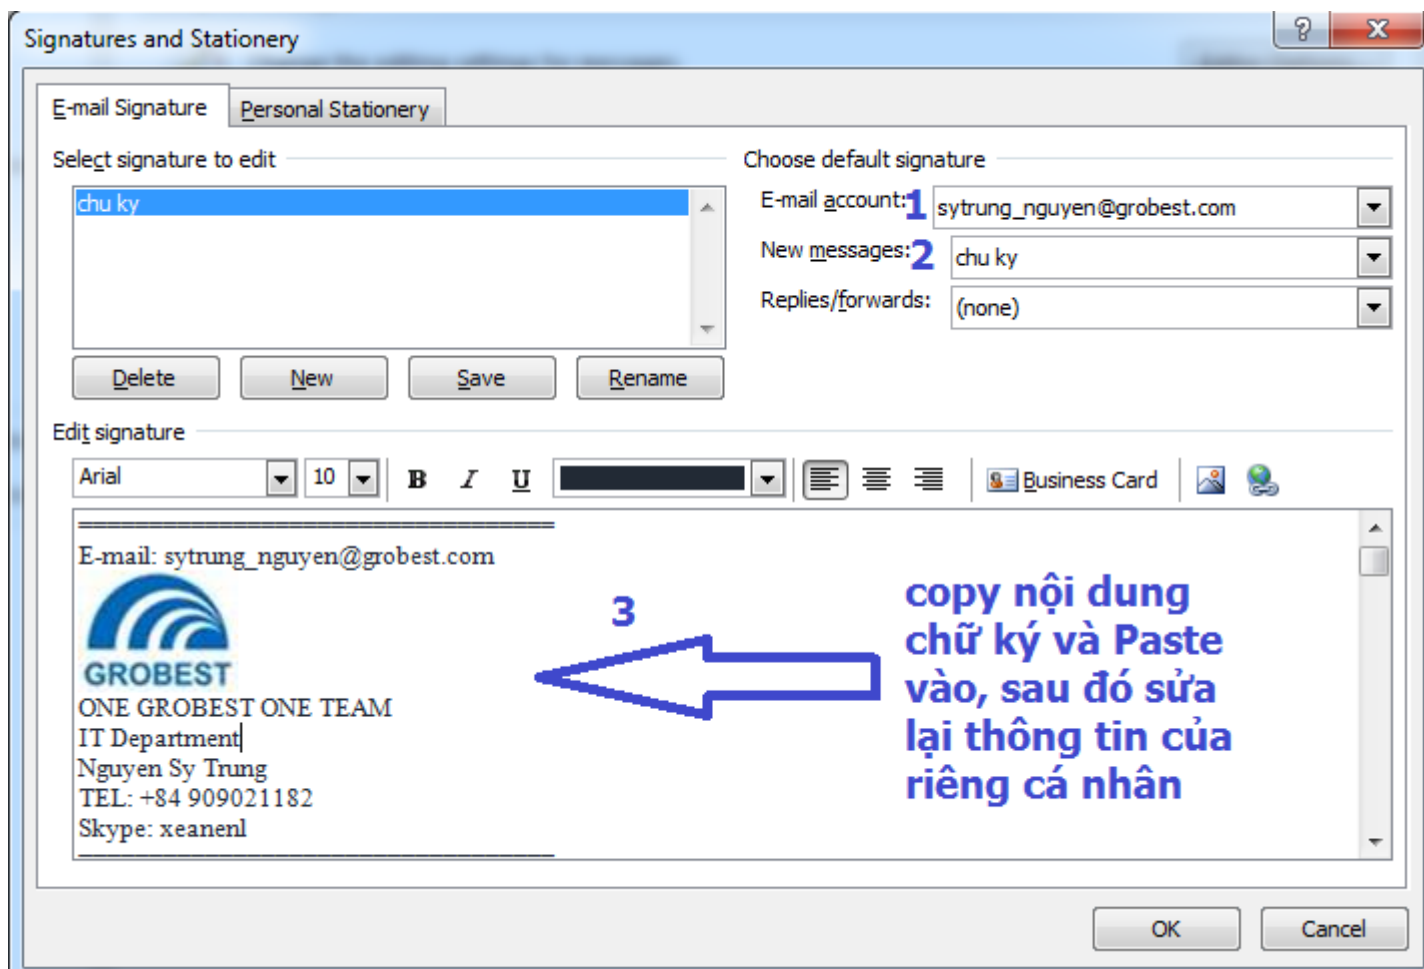 Signatures and Stationery
E-mail Signature
Personal Stationery
Select signature to edit
chu ky
Delete
New
Save
Rename
Choose default signature
E-mail account:
1
sytrung_nguyen@grobest.com
New messages:
2
chu ky
Replies/forwards:
(none)
Edit signature
Arial
10
B
I
U
Business Card
E-mail: sytrung_nguyen@grobest.com
GROBEST
ONE GROBEST ONE TEAM
IT Department
Nguyen Sy Trung
TEL: +84 909021182
Skype: xeanenl
3
copy nội dung
chữ ký và Paste
vào, sau đó sửa
lại thông tin của
riêng cá nhân
OK
Cancel